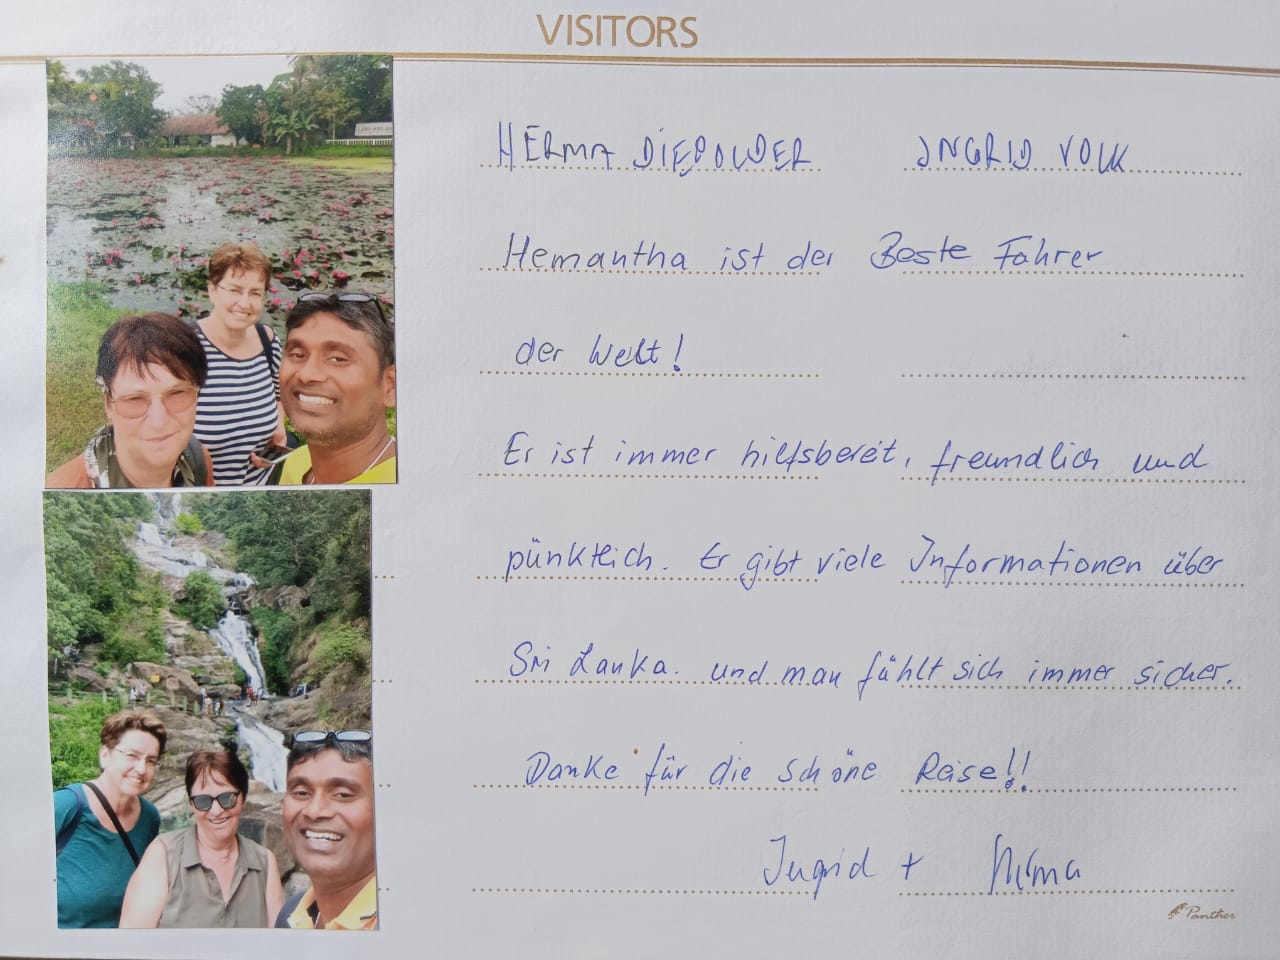 VISITORS
HERMA DIEPOLDER INGRID VOLK
Hemantha ist der Beste Fahrer
der Welt!
Er ist immer hilfsbereit, freundlich und
pünktlich. Er gibt viele Informationen über
Sri Lanka. und man fühlt sich immer sicher.
Danke für die schöne Reise!!
Ingrid + Herma
Panther